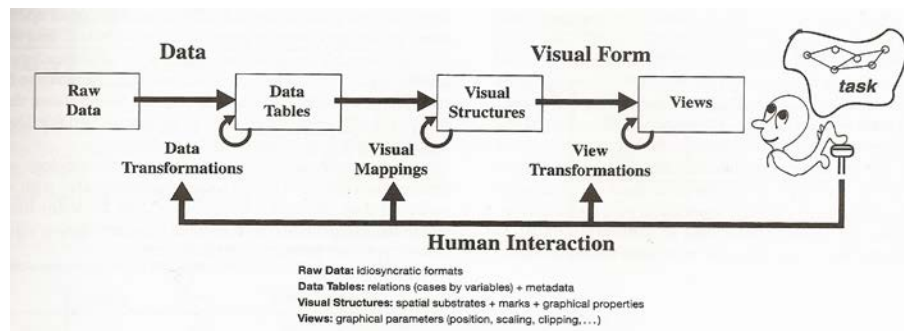 Data
Visual Form
task
Raw
Data
Data
Tables
Visual
Structures
Views
Data
Transformations
Visual
Mappings
View
Transformations
Human Interaction
Raw Data: idiosyncratic formats
Data Tables: relations (cases by variables) + metadata
Visual Structures: spatial substrates + marks + graphical properties
Views: graphical parameters (position, scaling, clipping,....)